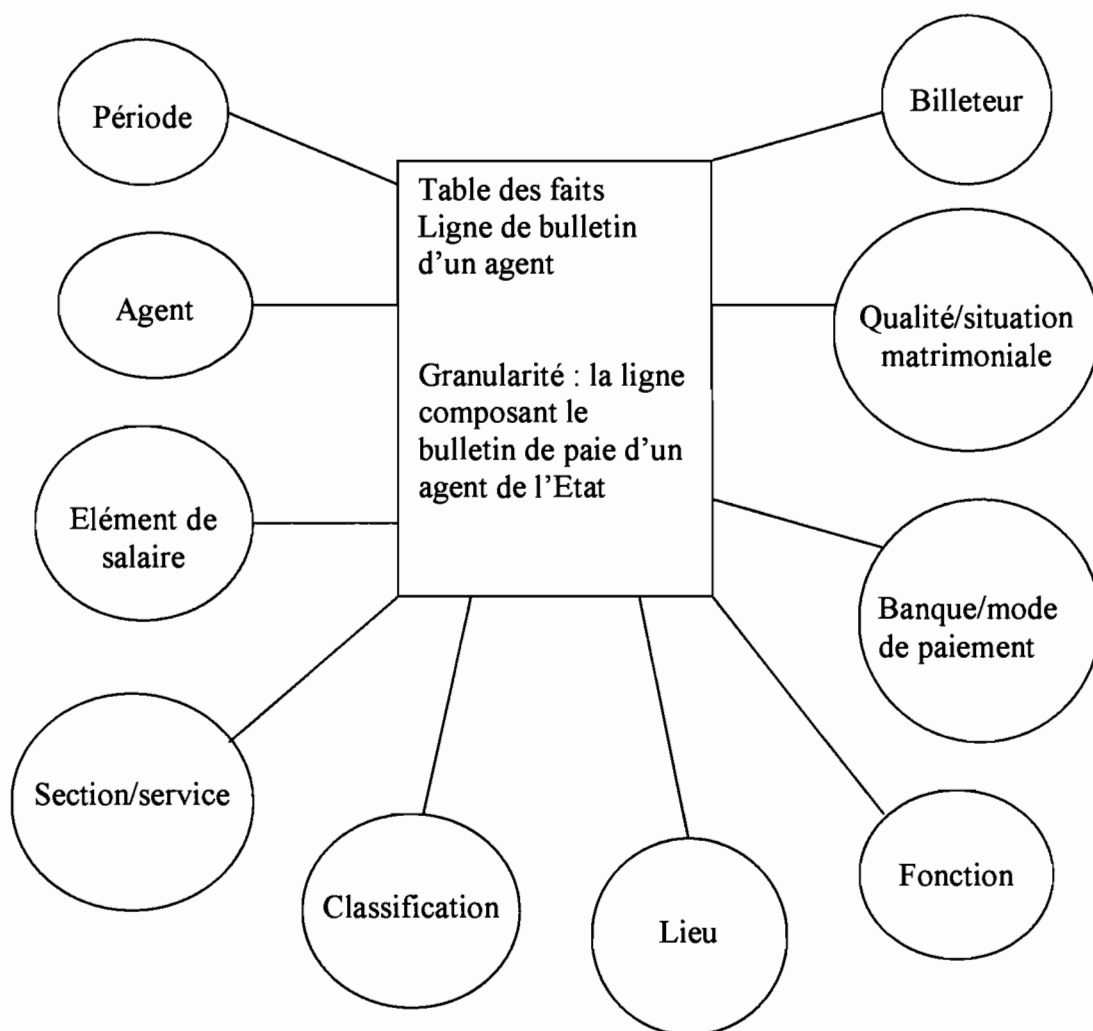 Période
Billeteur
Table des faits
Ligne de bulletin
d'un agent
Agent
Qualité/situation
matrimoniale
Granularité : la ligne
composant le
bulletin de paie d'un
agent de l'Etat
Elément de
salaire
Banque/mode
de paiement
Section/service
Classification
Lieu
Fonction